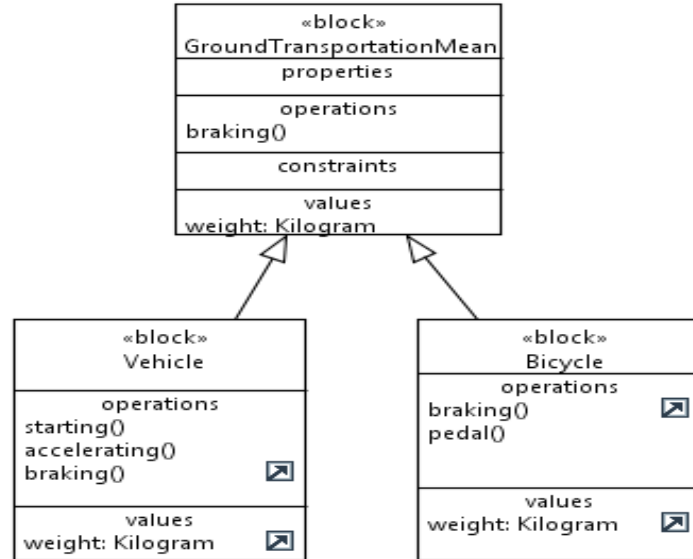 «block»
GroundTransportationMean
properties
operations
braking()
constraints
values
weight: Kilogram
«block»
Vehicle
operations
starting()
accelerating()
braking()
values
weight: Kilogram
«block»
Bicycle
operations
braking()
pedal()
values
weight: Kilogram